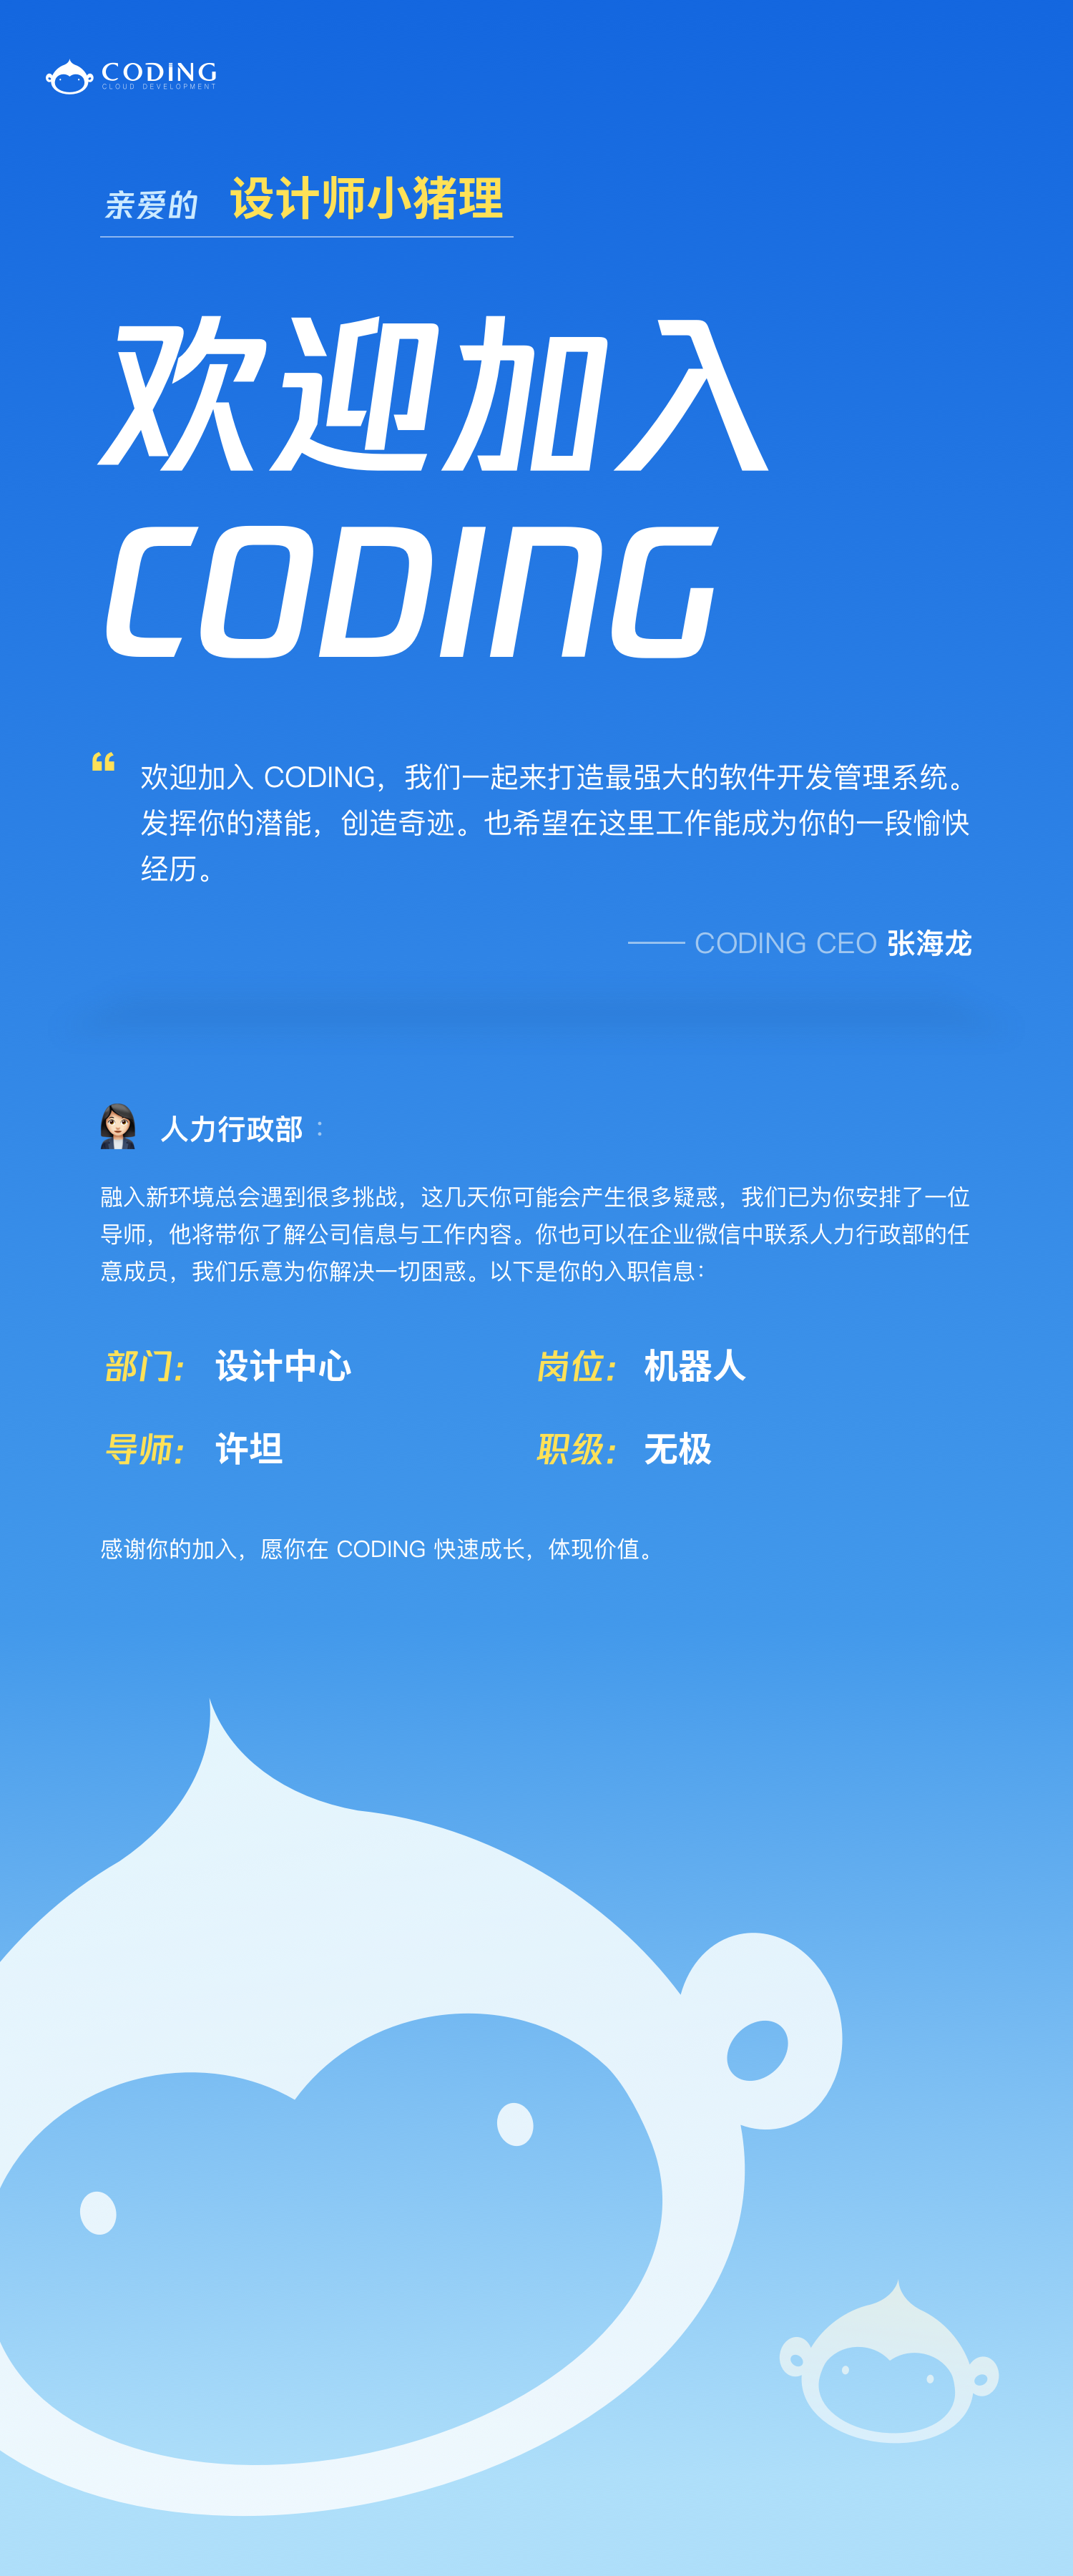 CODING
CLOUD DEVELOPMENT
亲爱的 设计师小猪理
欢迎加入
CODING
“ 欢迎加入 CODING，我们一起来打造最强大的软件开发管理系统。
发挥你的潜能，创造奇迹。也希望在这里工作能成为你的一段愉快
经历。
—— CODING CEO 张海龙
人力行政部：
融入新环境总会遇到很多挑战，这几天你可能会产生很多疑惑，我们已为你安排了一位
导师，他将带你了解公司信息与工作内容。你也可以在企业微信中联系人力行政部的任
意成员，我们乐意为你解决一切困惑。以下是你的入职信息：
部门： 设计中心 岗位： 机器人
导师： 许坦 职级： 无极
感谢你的加入，愿你在 CODING 快速成长，体现价值。